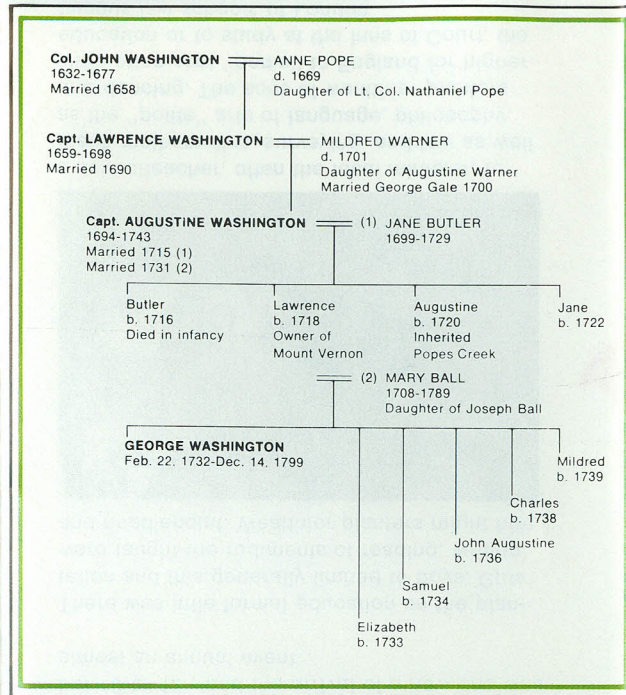 Col. JOHN WASHINGTON
1632-1677
Married 1658
ANNE POPE
d. 1669
Daughter of Lt. Col. Nathaniel Pope
Capt. LAWRENCE WASHINGTON
1659-1698
Married 1690
MILDRED WARNER
d. 1701
Daughter of Augustine Warner
Married George Gale 1700
Capt. AUGUSTINE WASHINGTON
1694-1743
Married 1715 (1)
Married 1731 (2)
(1) JANE BUTLER
1699-1729
Butler
b. 1716
Died in infancy
Lawrence
b. 1718
Owner of
Mount Vernon
Augustine
b. 1720
Inherited
Popes Creek
Jane
b. 1722
(2) MARY BALL
1708-1789
Daughter of Joseph Ball
GEORGE WASHINGTON
Feb. 22. 1732-Dec. 14. 1799
Mildred
b. 1739
Charles
b. 1738
John Augustine
b. 1736
Samuel
b. 1734
Elizabeth
b. 1733